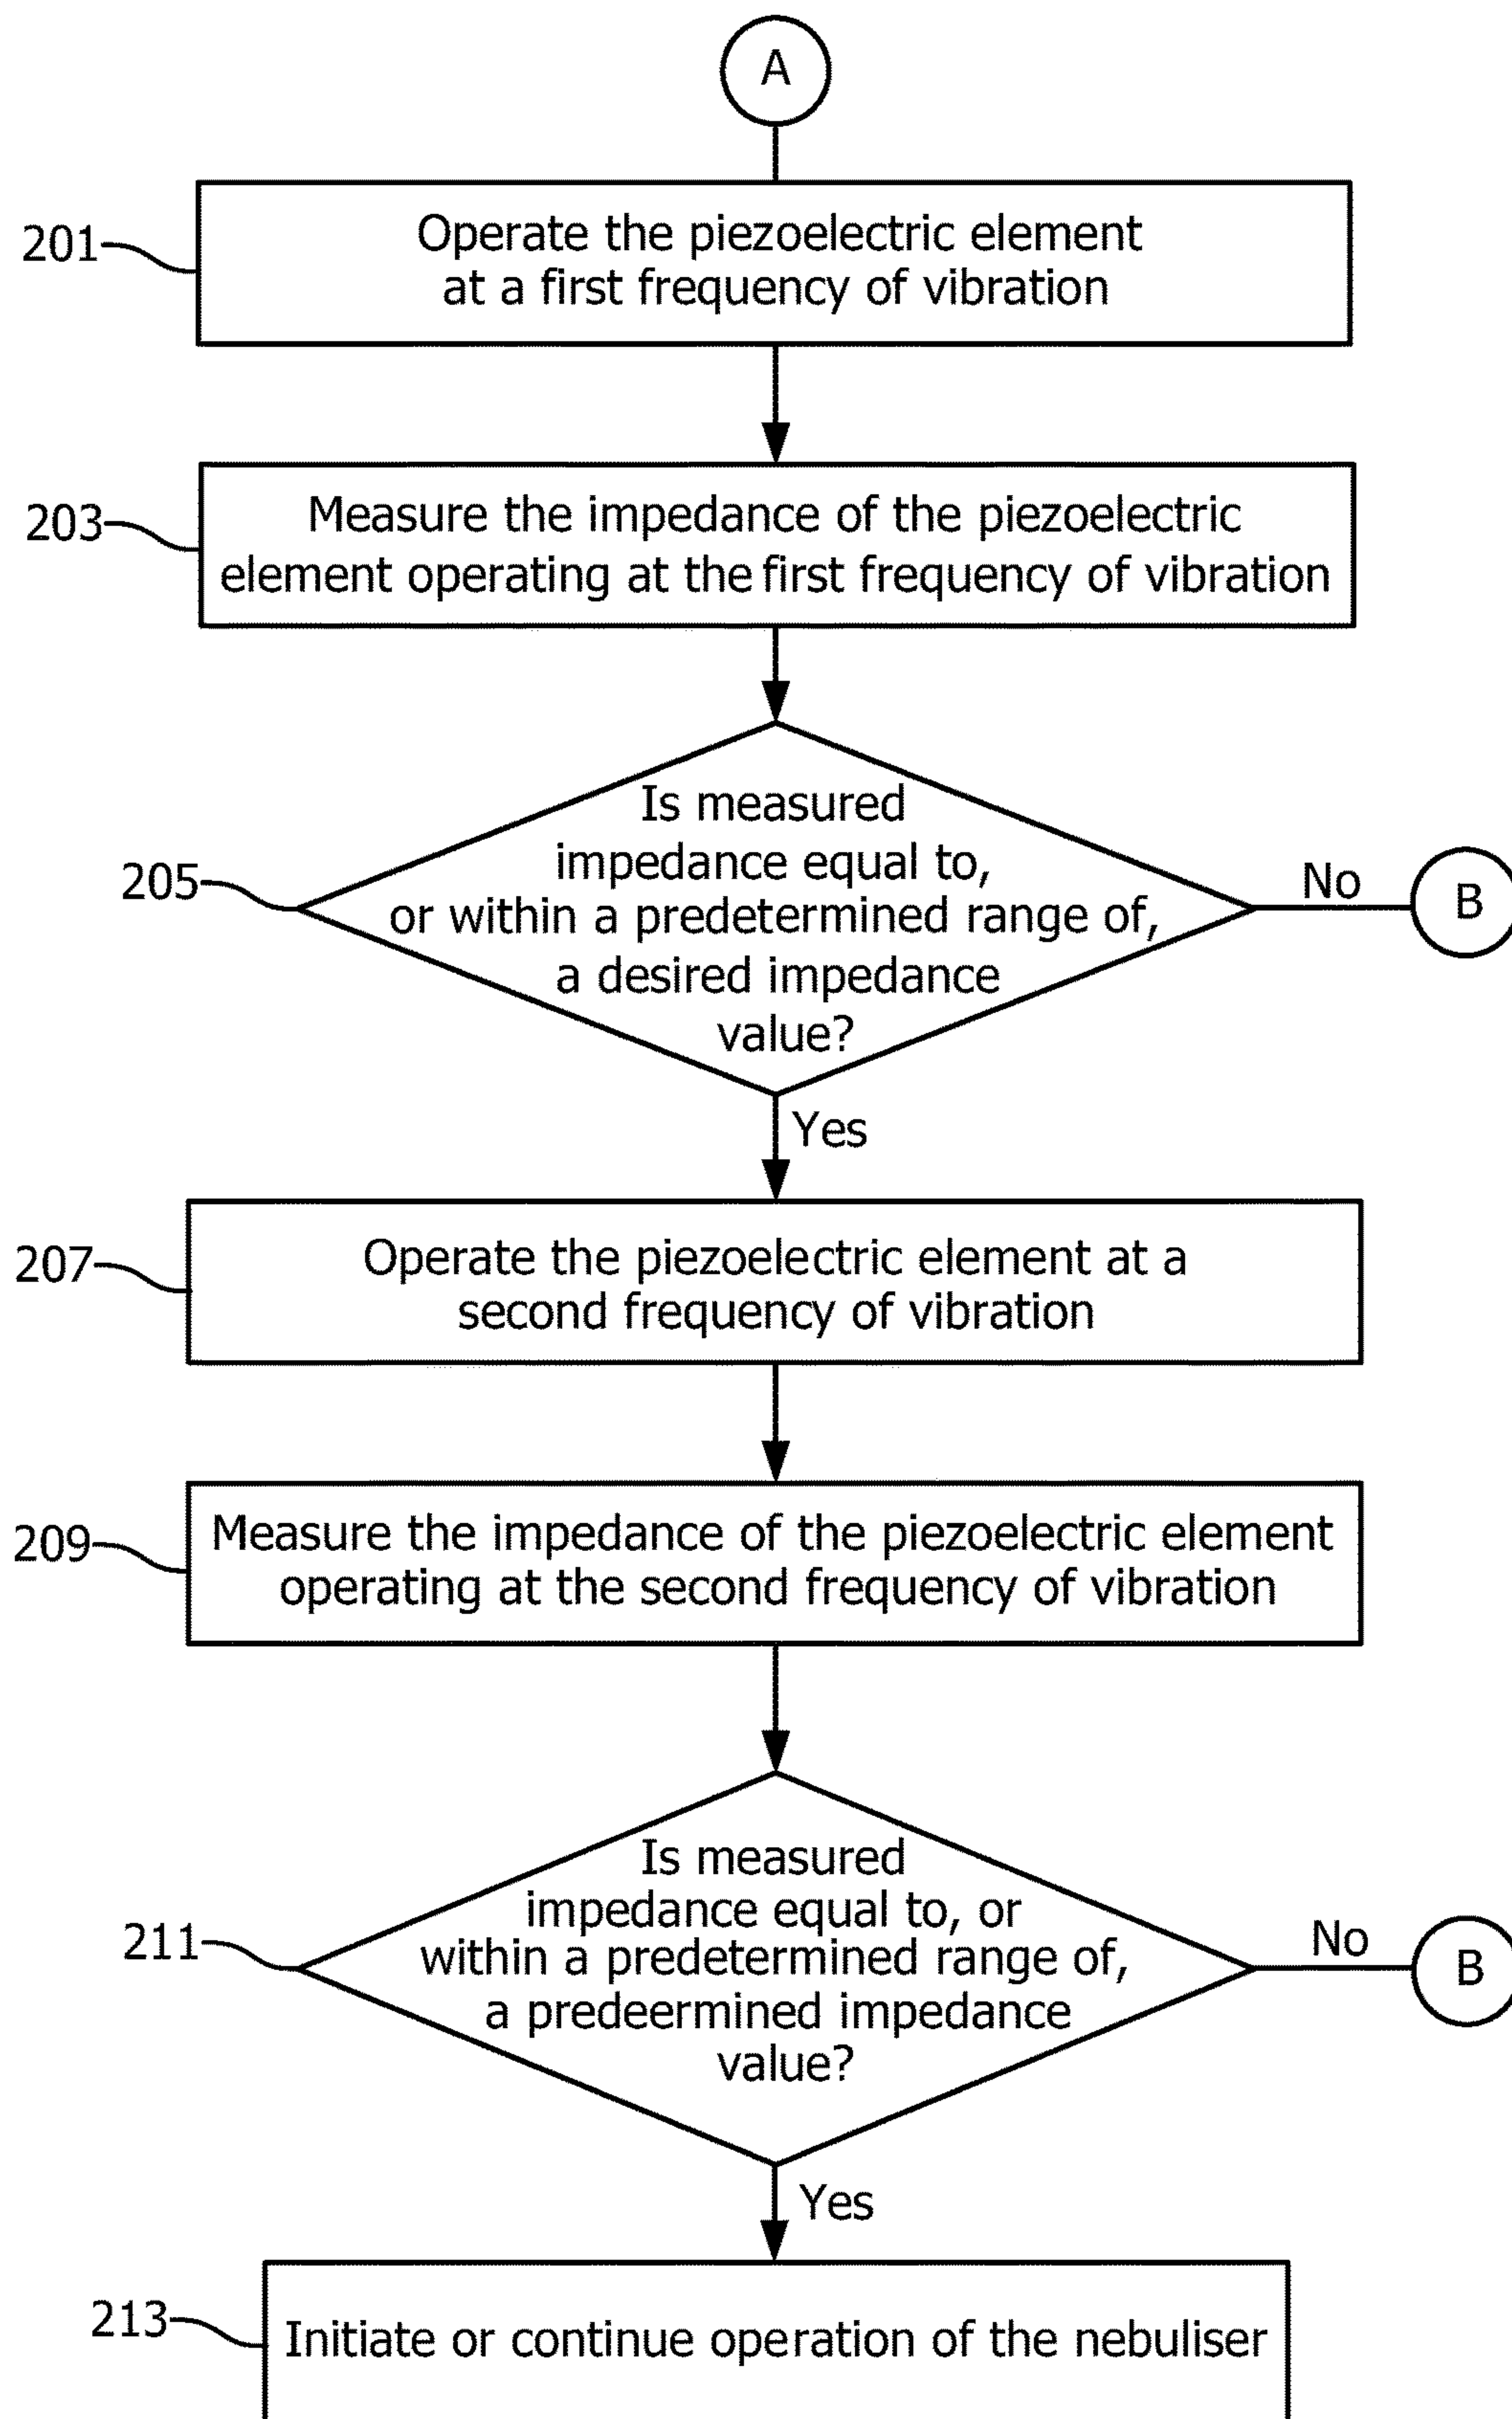 A
201
Operate the piezoelectric element
at a first frequency of vibration
203
Measure the impedance of the piezoelectric
element operating at the first frequency of vibration
205
Is measured
impedance equal to,
or within a predetermined range of,
a desired impedance
value?
No
B
Yes
207
Operate the piezoelectric element at a
second frequency of vibration
209
Measure the impedance of the piezoelectric element
operating at the second frequency of vibration
211
Is measured
impedance equal to, or
within a predetermined range of,
a predeermined impedance
value?
No
B
Yes
213
Initiate or continue operation of the nebuliser